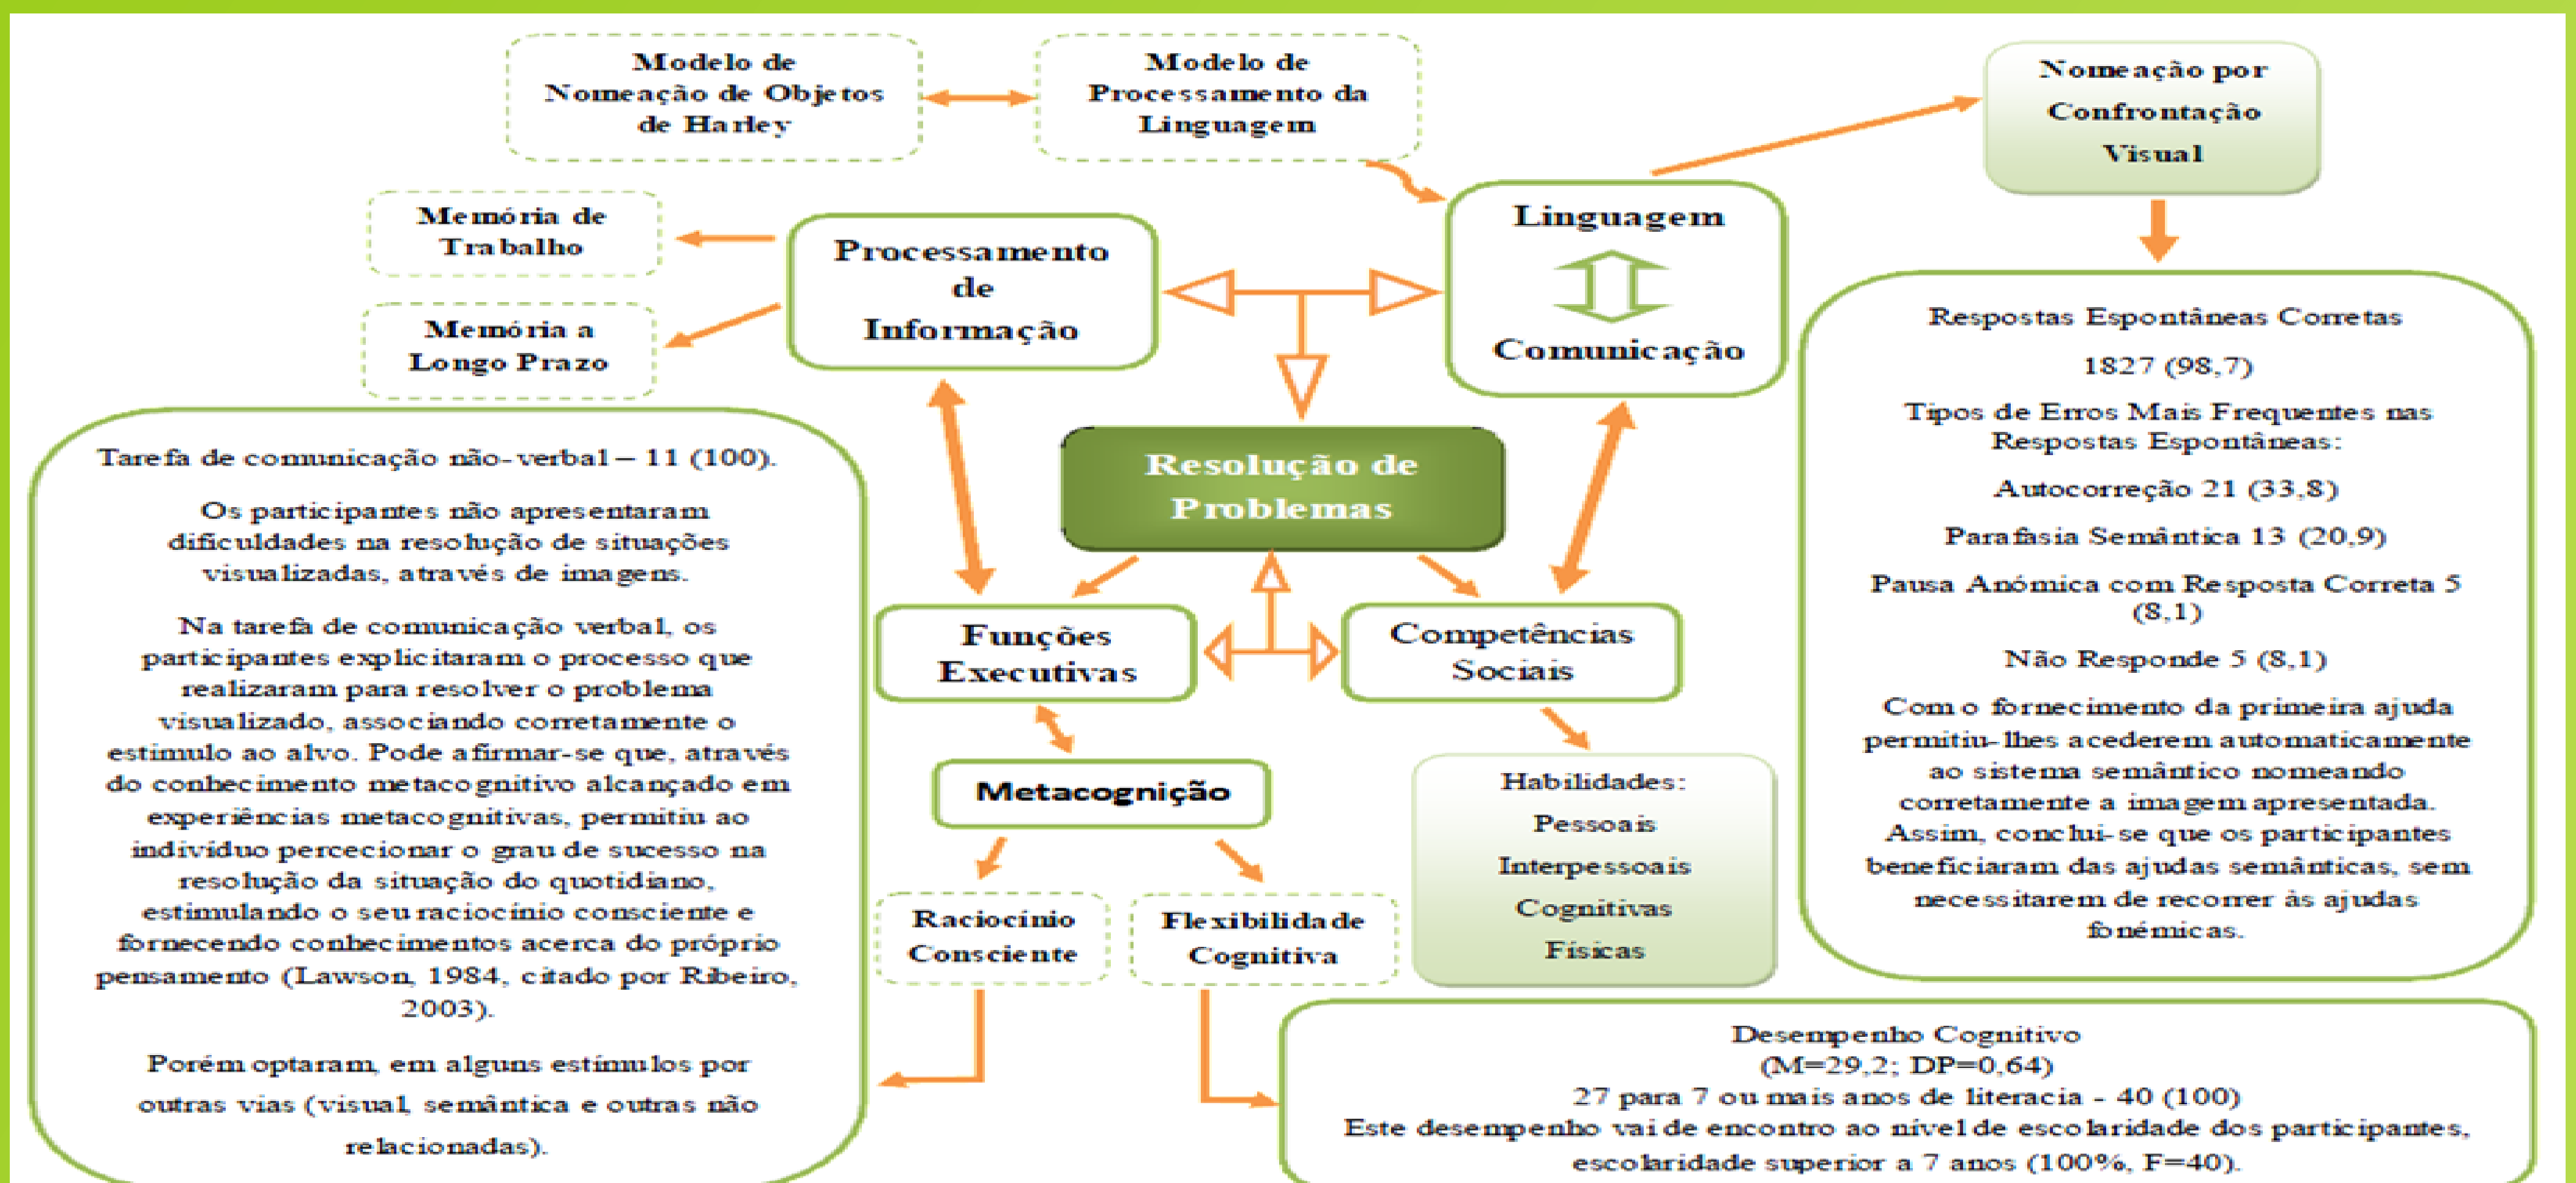 Modelo de
Nomeação de Objetos
de Harley
Modelo de
Processamento da
Linguagem
Nomeação por
Confrontação
Visual
Memória de
Trabalho
Memória a
Longo Prazo
Processamento
de
Informação
Linguagem
Comunicação
Resolução de
Problemas
Funções
Executivas
Competências
Sociais
Metacognição
Raciocínio
Consciente
Flexibilidade
Cognitiva
Habilidades:
Pessoais
Interpessoais
Cognitivas
Físicas
Tarefa de comunicação não-verbal – 11 (100).
Os participantes não apresentaram
dificuldades na resolução de situações
visualizadas, através de imagens.
Na tarefa de comunicação verbal, os
participantes explicitaram o processo que
realizaram para resolver o problema
visualizado, associando corretamente o
estímulo ao alvo. Pode afirmar-se que, através
do conhecimento metacognitivo alcançado em
experiências metacognitivas, permitiu ao
indivíduo percecionar o grau de sucesso na
resolução da situação do quotidiano,
estimulando o seu raciocínio consciente e
fornecendo conhecimentos acerca do próprio
pensamento (Lawson, 1984, citado por Ribeiro,
2003).
Porém optaram, em alguns estímulos por
outras vias (visual, semântica e outras não
relacionadas).
Respostas Espontâneas Corretas
1827 (98,7)
Tipos de Erros Mais Frequentes nas
Respostas Espontâneas:
Autocorreção 21 (33,8)
Parafasia Semântica 13 (20,9)
Pausa Anómica com Resposta Correta 5
(8,1)
Não Responde 5 (8,1)
Com o fornecimento da primeira ajuda
permitiu-lhes acederem automaticamente
ao sistema semântico nomeando
corretamente a imagem apresentada.
Assim, conclui-se que os participantes
beneficiaram das ajudas semânticas, sem
necessitarem de recorrer às ajudas
fonémicas.
Desempenho Cognitivo
(M=29,2; DP=0,64)
27 para 7 ou mais anos de literacia - 40 (100)
Este desempenho vai de encontro ao nível de escolaridade dos participantes,
escolaridade superior a 7 anos (100%, F=40).